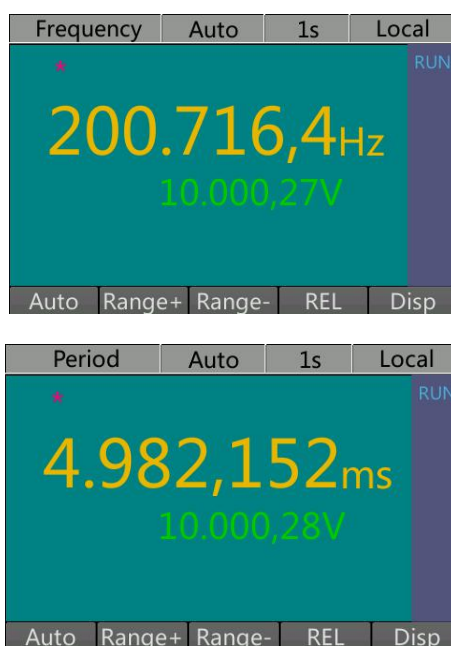 Frequency Auto 1s Local
* RUN
200.716,4Hz
10.000,27V
Auto Range+ Range- REL Disp
Period Auto 1s Local
* RUN
4.982,152ms
10.000,28V
Auto Range+ Range- REL Disp